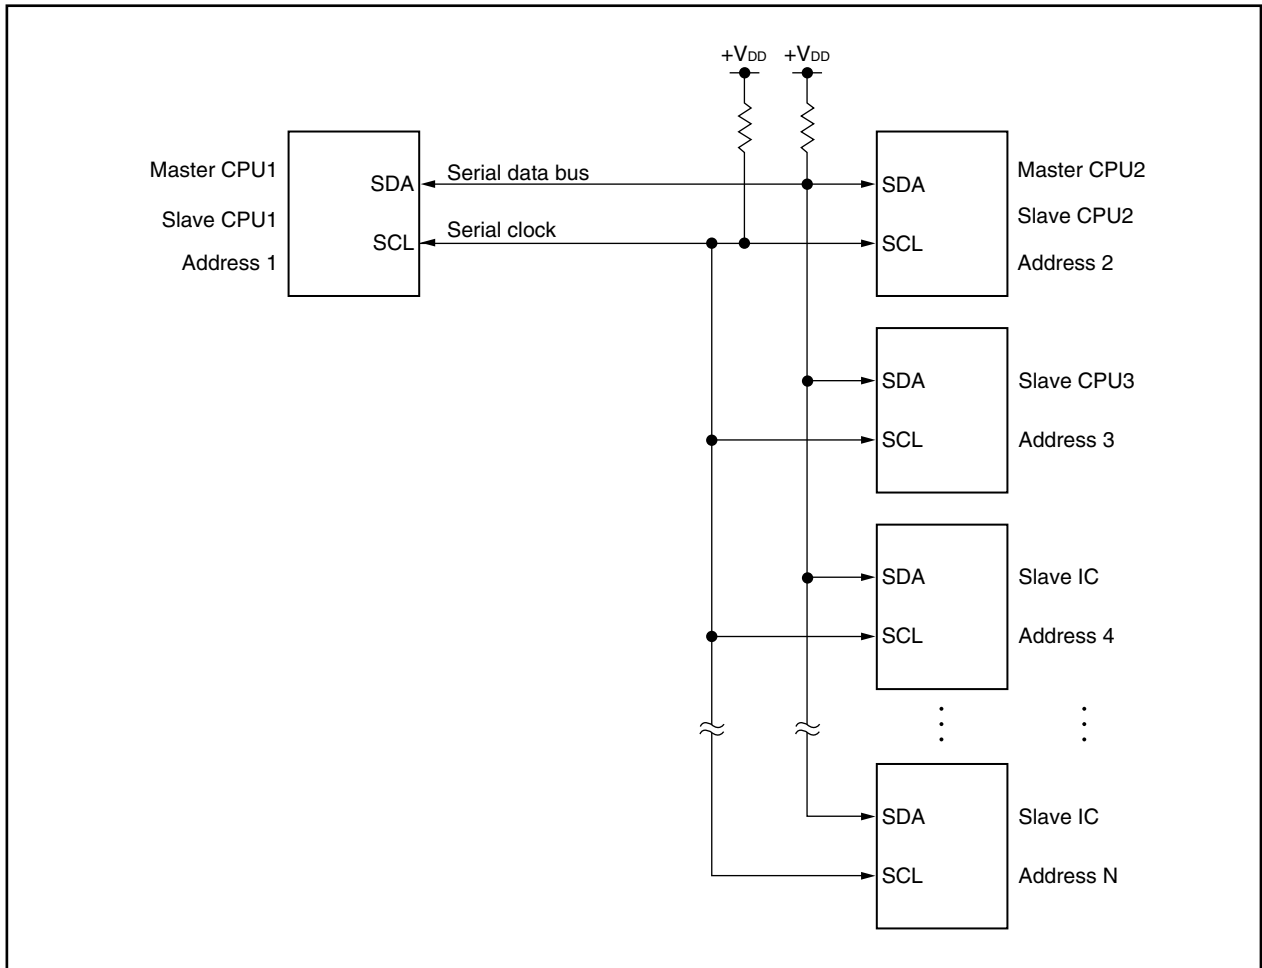 +VDD +VDD
Master CPU1
Slave CPU1
Address 1
SDA
SCL
Serial data bus
Serial clock
SDA
SCL
Master CPU2
Slave CPU2
Address 2
SDA
SCL
Slave CPU3
Address 3
SDA
SCL
Slave IC
Address 4
SDA
SCL
Slave IC
Address N